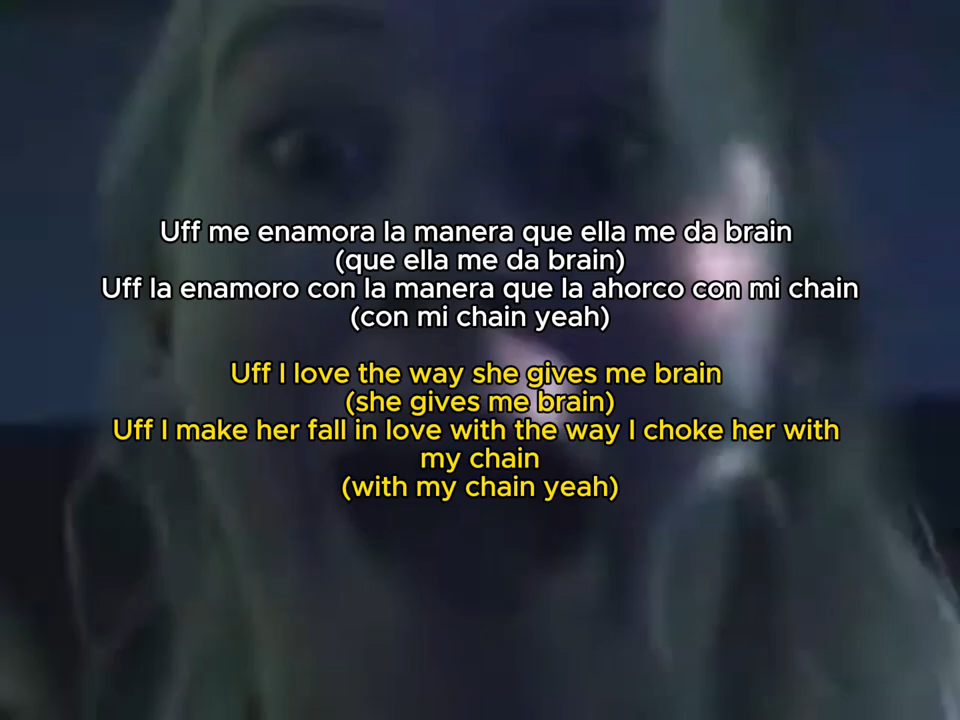 Uff me enamora la manera que ella me da brain
(que ella me da brain)
Uff la enamoro con la manera que la ahorco con mi chain
(con mi chain yeah)
Uff I love the way she gives me brain
(she gives me brain)
Uff I make her fall in love with the way I choke her with
my chain
(with my chain yeah)